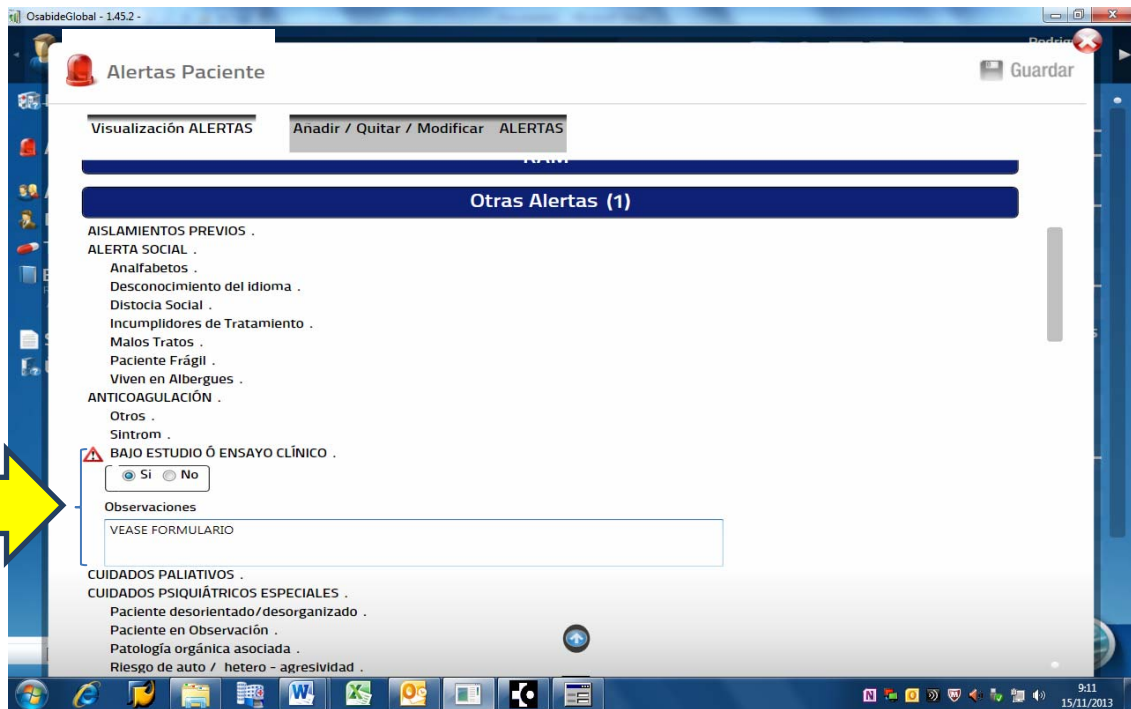 OsabideGlobal - 1.45.2 -
Alertas Paciente
Guardar
Visualización ALERTAS
Añadir / Quitar / Modificar ALERTAS
RAM
Otras Alertas (1)
AISLAMIENTOS PREVIOS .
ALERTA SOCIAL .
Analfabetos .
Desconocimiento del idioma .
Distocia Social .
Incumplidores de Tratamiento .
Malos Tratos .
Paciente Frágil .
Viven en Albergues .
ANTICOAGULACIÓN .
Otros .
Sintrom .
BAJO ESTUDIO Ó ENSAYO CLÍNICO .
Si No
Observaciones
VEASE FORMULARIO
CUIDADOS PALIATIVOS .
CUIDADOS PSIQUIÁTRICOS ESPECIALES .
Paciente desorientado/desorganizado .
Paciente en Observación .
Patología orgánica asociada .
Riesgo de auto / hetero - agresividad .
9:11
15/11/2013